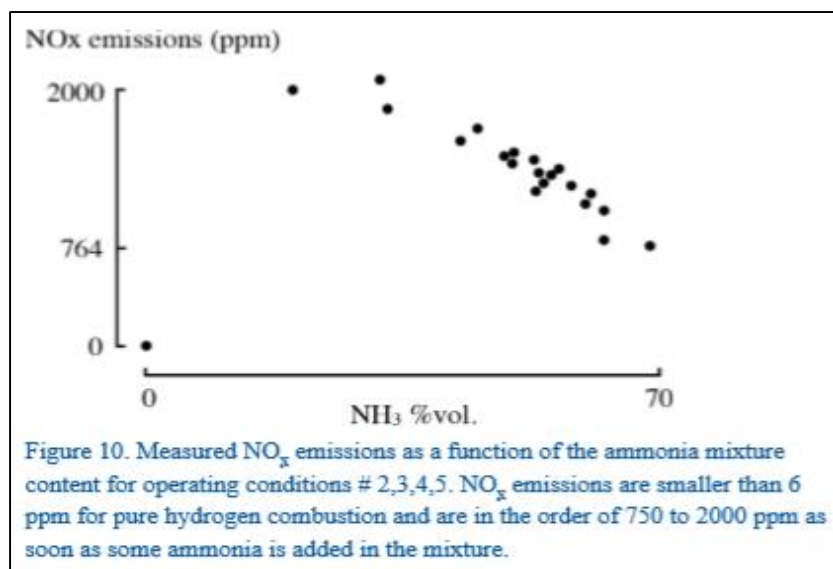 NOx emissions (ppm)
2000
764
0
0
70
NH₃ %vol.
Figure 10. Measured NOₓ emissions as a function of the ammonia mixture
content for operating conditions # 2,3,4,5. NOₓ emissions are smaller than 6
ppm for pure hydrogen combustion and are in the order of 750 to 2000 ppm as
soon as some ammonia is added in the mixture.